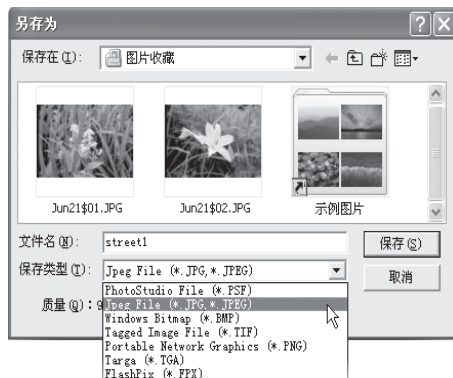 另存为
保存在(I): 图片收藏
Jun21$01.JPG Jun21$02.JPG 示例图片
文件名(N): street1 保存(S)
保存类型(T): Jpeg File (*.JPG,*.JPEG) 取消
PhotoStudio File (*.PSF)
质量(Q): 9 Jpeg File (*.JPG,*.JPEG)
Windows Bitmap (*.BMP)
Tagged Image File (*.TIF)
Portable Network Graphics (*.PNG)
Targa (*.TGA)
FlashPix (*.FPX)